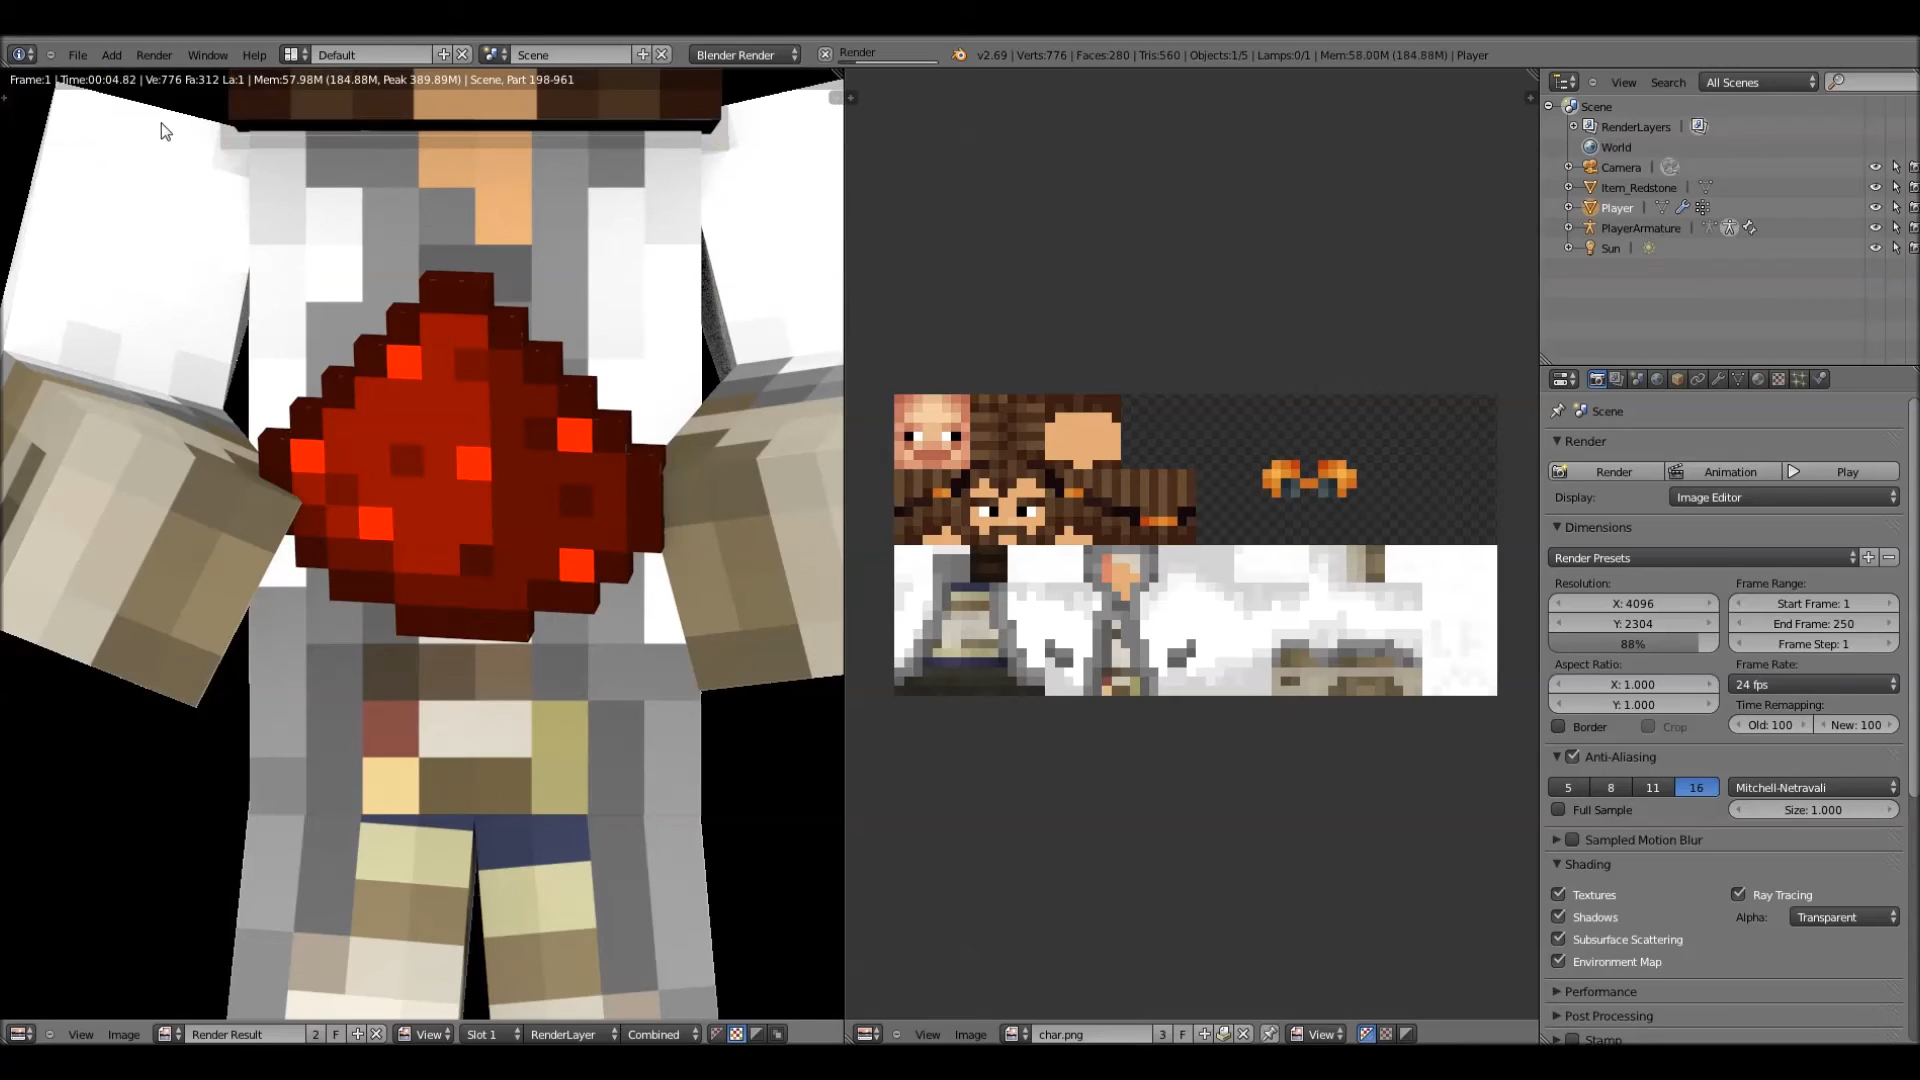 File Add Render Window Help Default Scene Blender Render Render v2.69 | Verts:776 | Faces:280 | Tris:560 | Objects:1/5 | Lamps:0/1 | Mem:58.00M (184.88M) | Player
Frame:1 | Time:00:04.82 | Ve:776 Fa:312 La:1 | Mem:57.98M (184.88M, Peak 389.89M) | Scene, Part 198-961
View Search All Scenes
Scene
RenderLayers |
World
Camera |
Item_Redstone |
Player |
PlayerArmature |
Sun |
Scene
Render
Render Animation Play
Display: Image Editor
Dimensions
Render Presets
Resolution: Frame Range:
X: 4096 Start Frame: 1
Y: 2304 End Frame: 250
88% Frame Step: 1
Aspect Ratio: Frame Rate:
X: 1.000 24 fps
Y: 1.000 Time Remapping:
Border Crop Old: 100 New: 100
Anti-Aliasing
5 8 11 16 Mitchell-Netravali
Full Sample Size: 1.000
Sampled Motion Blur
Shading
Textures Ray Tracing
Shadows Alpha: Transparent
Subsurface Scattering
Environment Map
Performance
Post Processing
Stamp
View Image Render Result 2 F View Slot 1 RenderLayer Combined
View Image char.png 3 F View